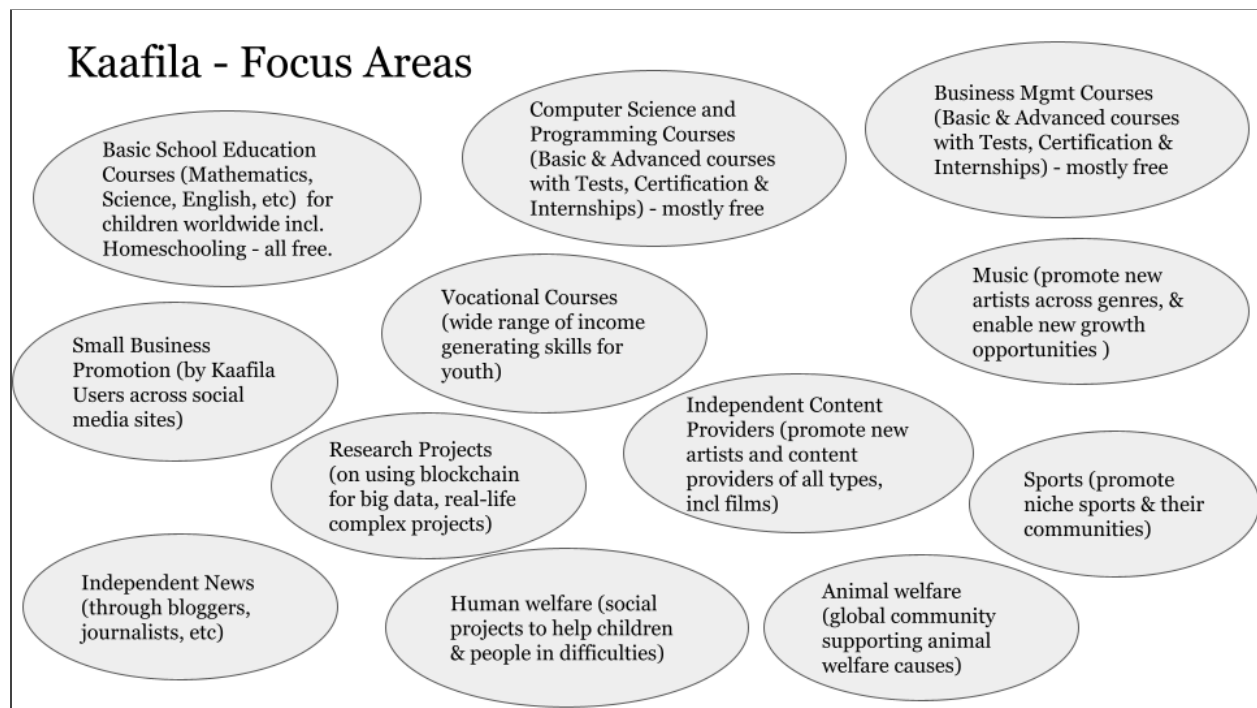 Kaafila - Focus Areas
Basic School Education
Courses (Mathematics,
Science, English, etc)  for
children worldwide incl.
Homeschooling - all free.
Computer Science and
Programming Courses
(Basic & Advanced courses
with Tests, Certification &
Internships) - mostly free
Business Mgmt Courses
(Basic & Advanced courses
with Tests, Certification &
Internships) - mostly free
Small Business
Promotion (by Kaafila
Users across social
media sites)
Vocational Courses
(wide range of income
generating skills for
youth)
Music (promote new
artists across genres, &
enable new growth
opportunities )
Research Projects
(on using blockchain
for big data, real-life
complex projects)
Independent Content
Providers (promote new
artists and content
providers of all types,
incl films)
Sports (promote
niche sports & their
communities)
Independent News
(through bloggers,
journalists, etc)
Human welfare (social
projects to help children
& people in difficulties)
Animal welfare
(global community
supporting animal
welfare causes)